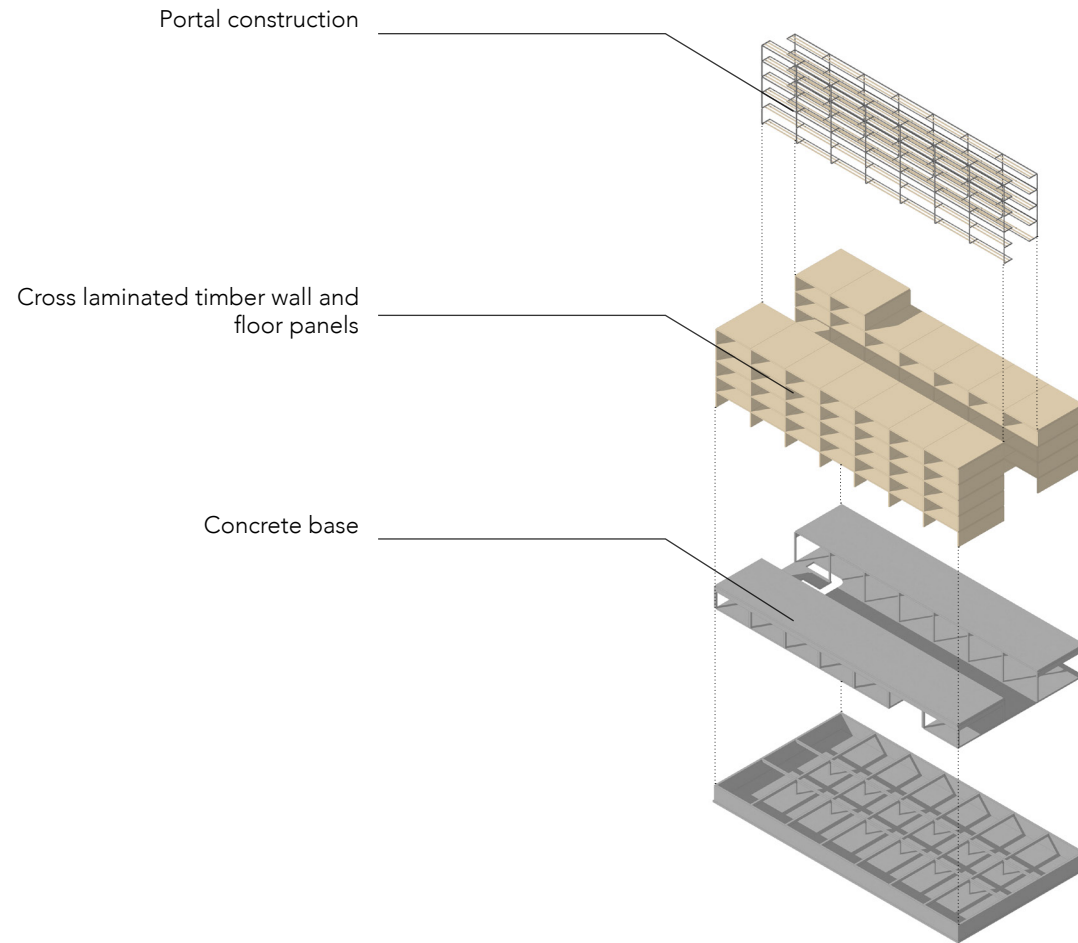 Portal construction
Cross laminated timber wall and
floor panels
Concrete base